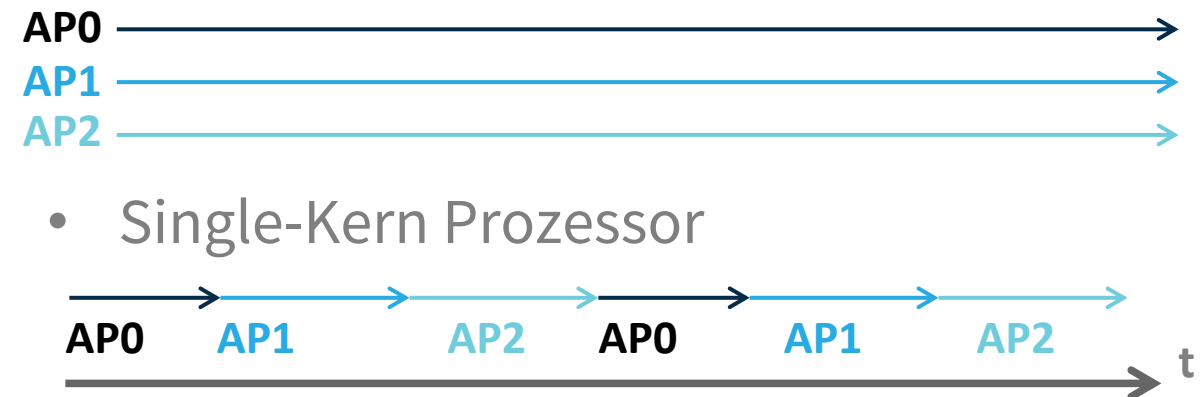 AP0
AP1
AP2
• Single-Kern Prozessor
AP0 AP1 AP2 AP0 AP1 AP2
t